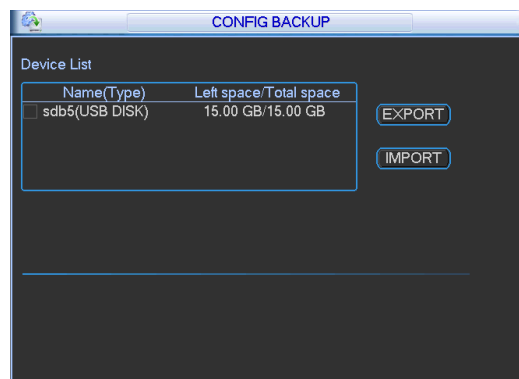 CONFIG BACKUP
Device List
Name(Type) Left space/Total space
sdb5(USB DISK) 15.00 GB/15.00 GB
EXPORT
IMPORT